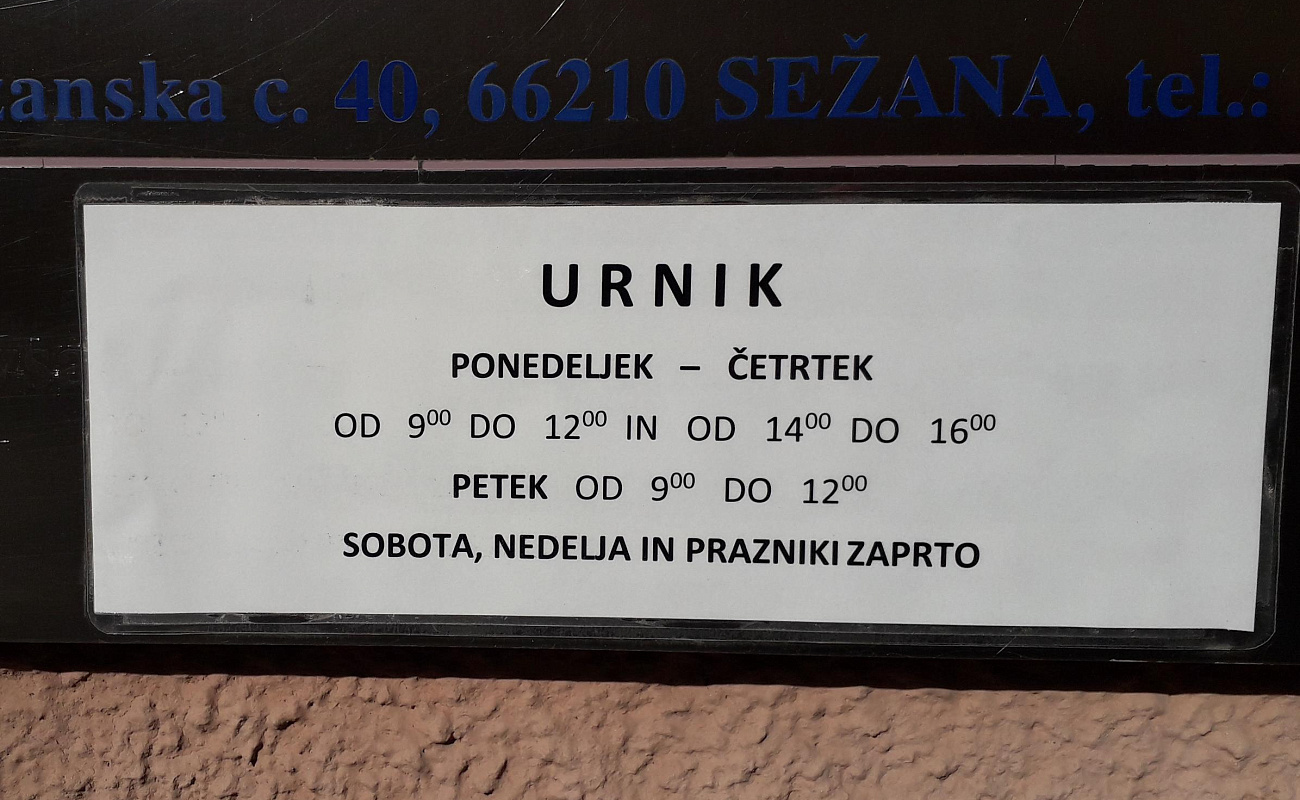 c. 40, 66210 SEŽANA, tel.:
URNIK
PONEDELJEK – ČETRTEK
OD 9⁰⁰ DO 12⁰⁰ IN OD 14⁰⁰ DO 16⁰⁰
PETEK OD 9⁰⁰ DO 12⁰⁰
SOBOTA, NEDELJA IN PRAZNIKI ZAPRTO